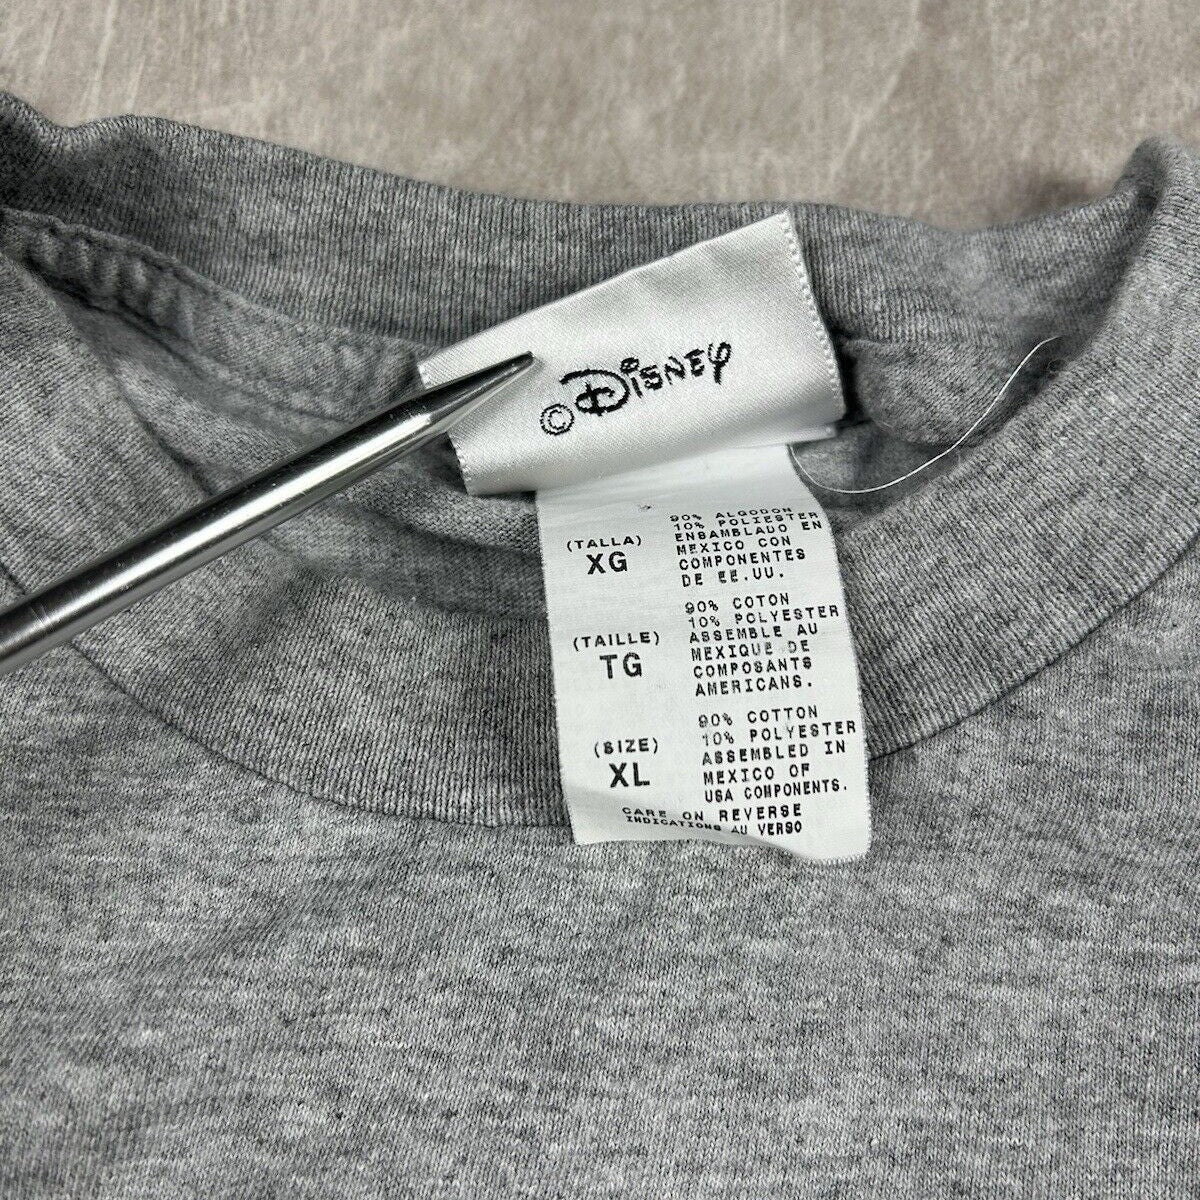 © Disney
(TALLA)
XG
90% ALGODON
10% POLIESTER
ENSAMBLADO EN
MEXICO CON
COMPONENTES
DE EE.UU.
(TAILLE)
TG
90% COTON
10% POLYESTER
ASSEMBLE AU
MEXIQUE DE
COMPOSANTS
AMERICANS.
(SIZE)
XL
90% COTTON
10% POLYESTER
ASSEMBLED IN
MEXICO OF
USA COMPONENTS.
CARE ON REVERSE
INDICATIONS AU VERSO